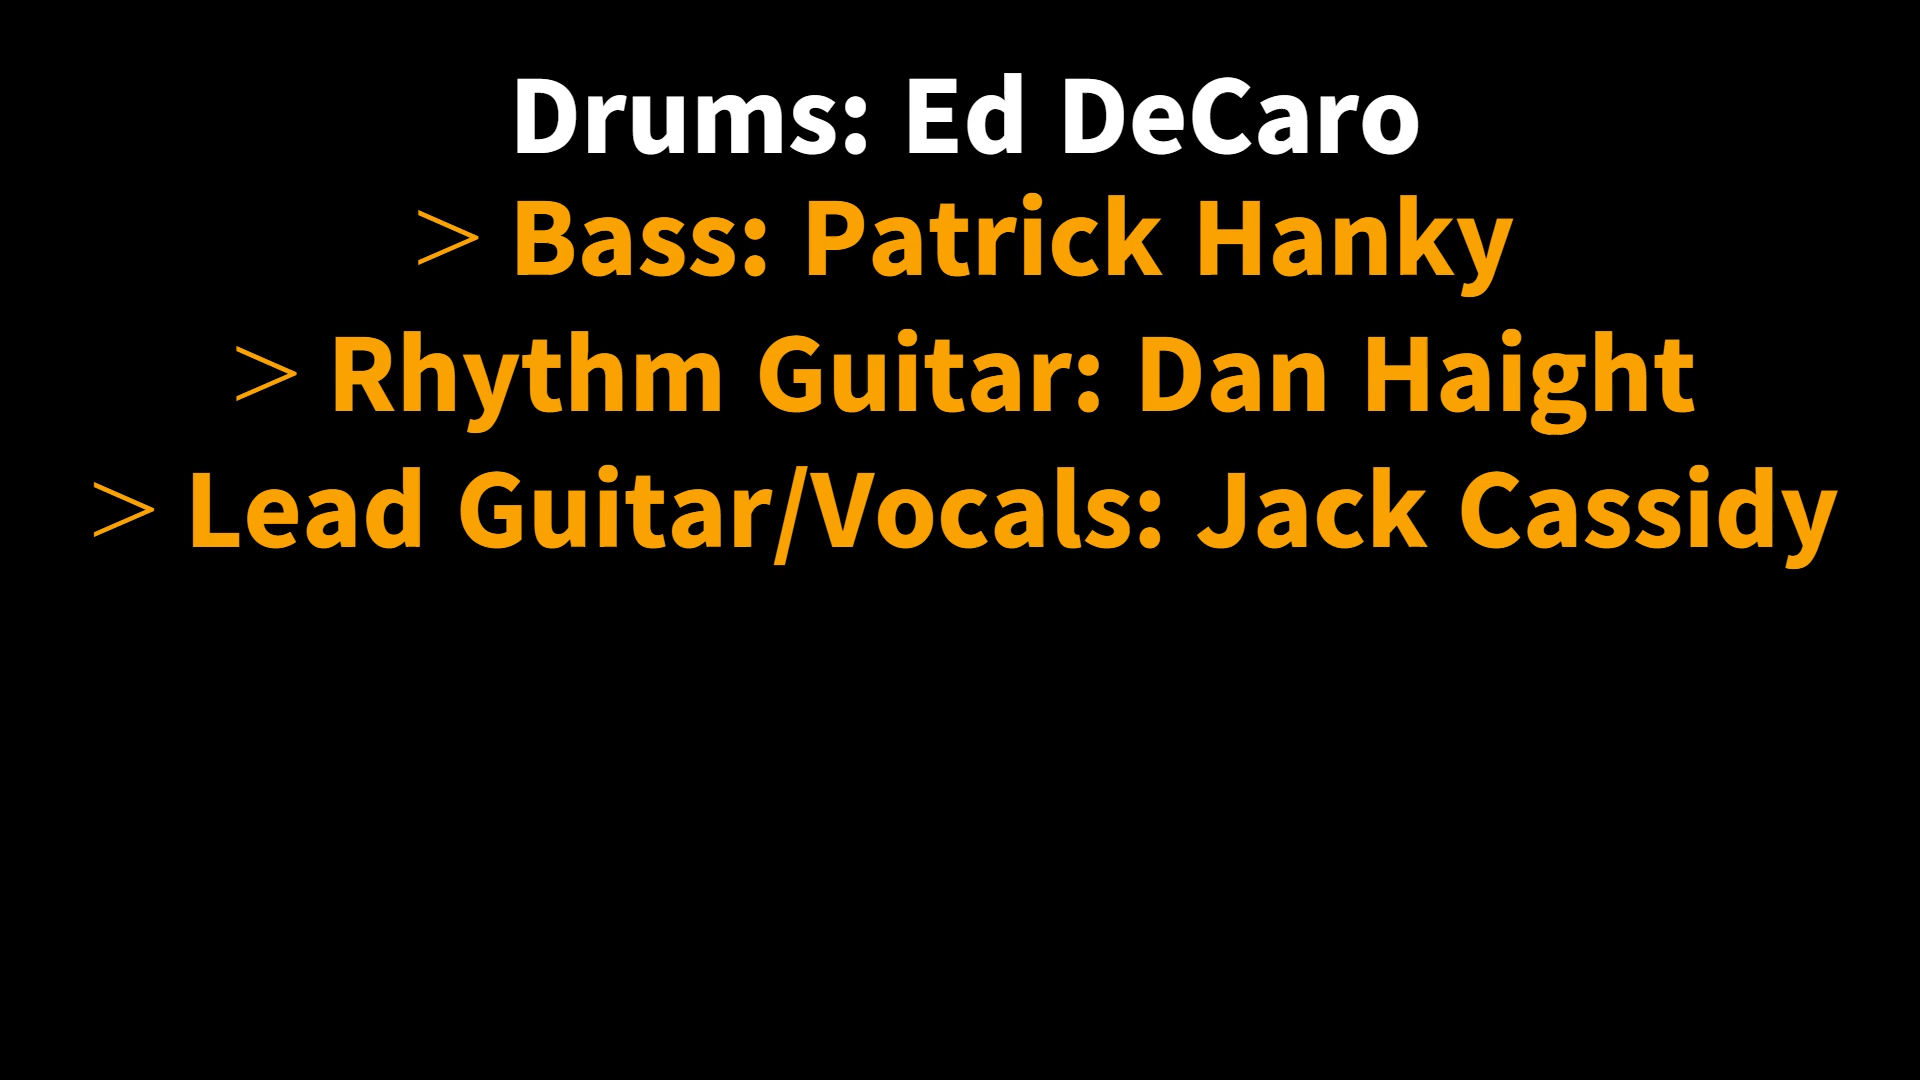 Drums: Ed DeCaro
> Bass: Patrick Hanky
> Rhythm Guitar: Dan Haight
> Lead Guitar/Vocals: Jack Cassidy